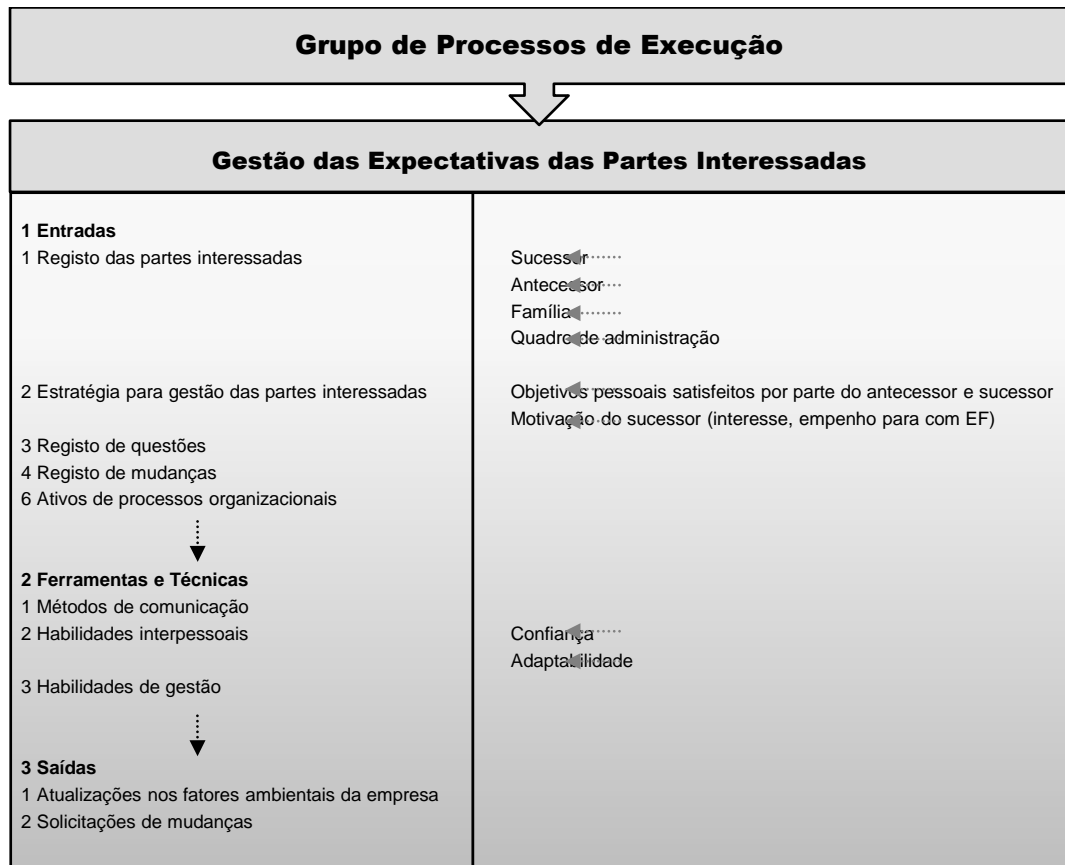 Grupo de Processos de Execução
Gestão das Expectativas das Partes Interessadas
1 Entradas
1 Registo das partes interessadas
Sucessor
Antecessor
Família
Quadro de administração
2 Estratégia para gestão das partes interessadas
Objetivos pessoais satisfeitos por parte do antecessor e sucessor
Motivação do sucessor (interesse, empenho para com EF)
3 Registo de questões
4 Registo de mudanças
6 Ativos de processos organizacionais
2 Ferramentas e Técnicas
1 Métodos de comunicação
2 Habilidades interpessoais
Confiança
Adaptabilidade
3 Habilidades de gestão
3 Saídas
1 Atualizações nos fatores ambientais da empresa
2 Solicitações de mudanças